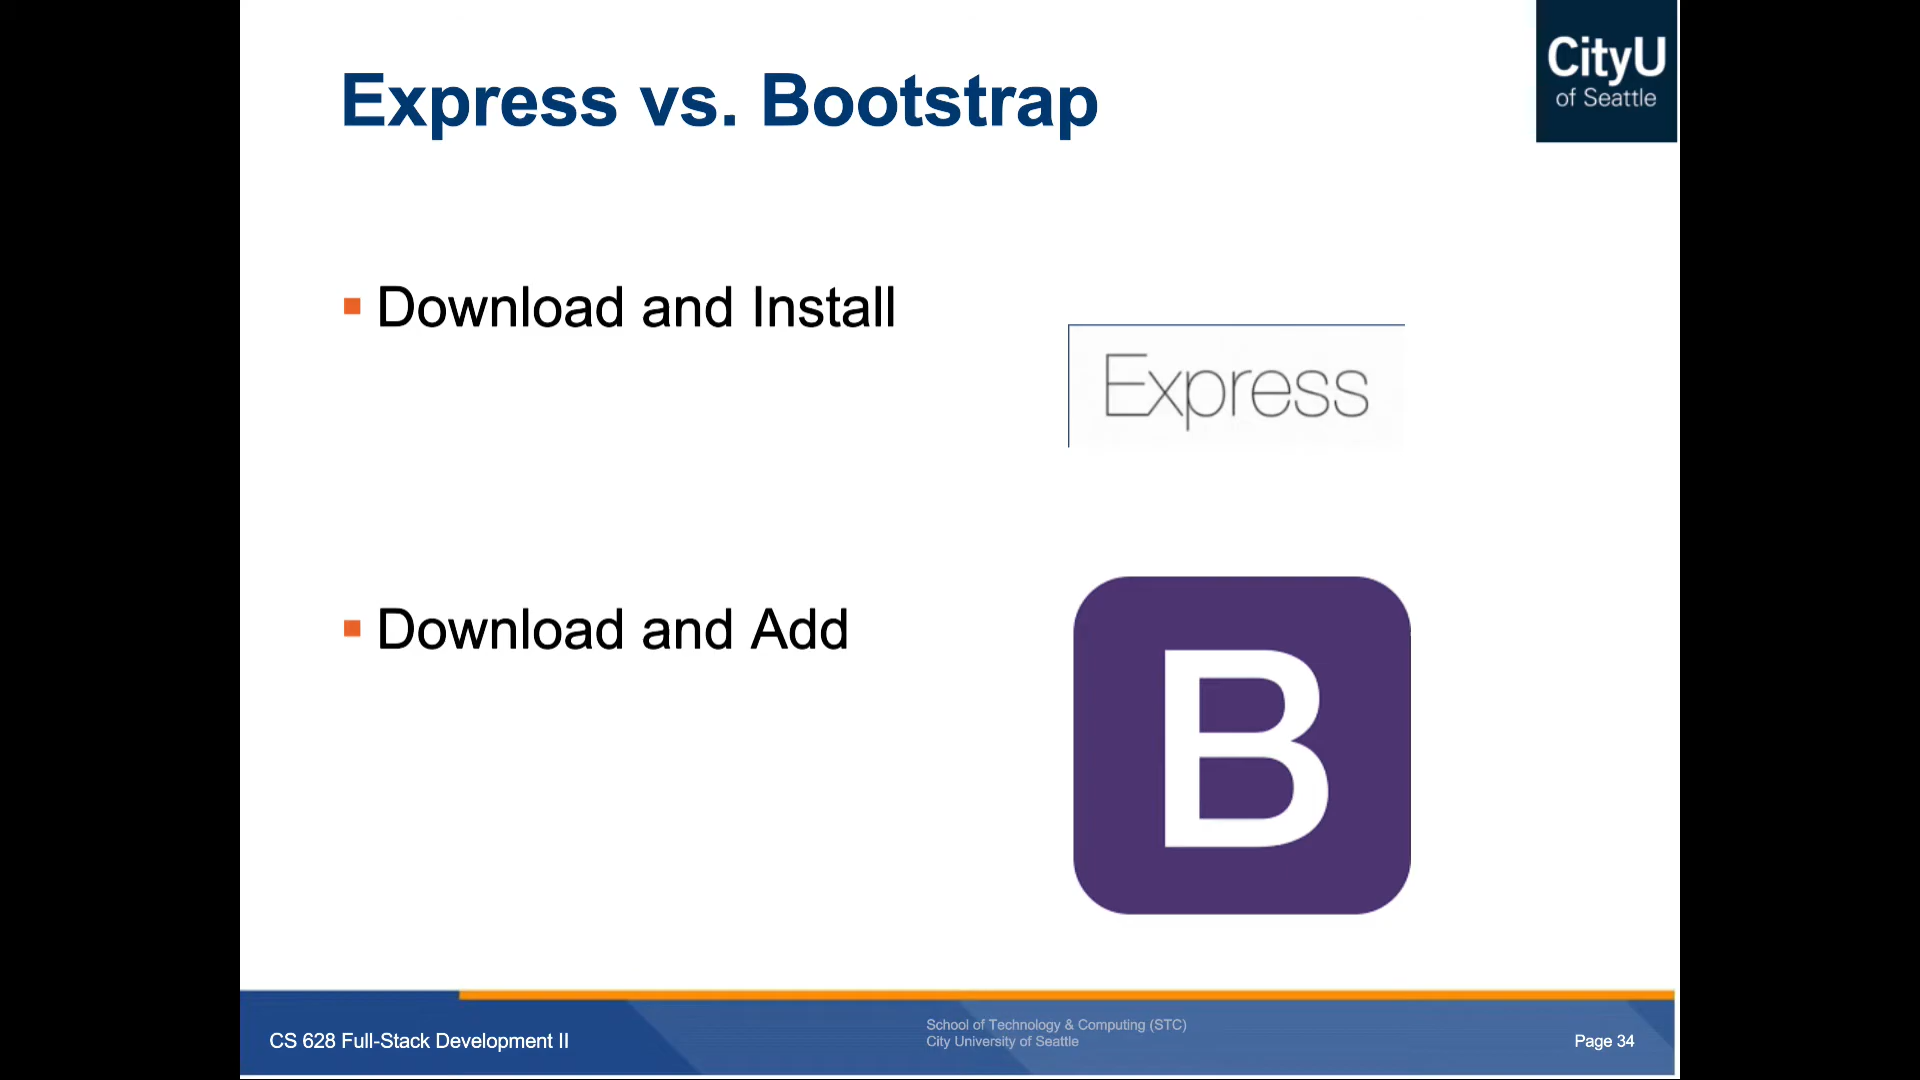 Express vs. Bootstrap
CityU
of Seattle
Download and Install
Express
Download and Add
B
CS 628 Full-Stack Development II
School of Technology & Computing (STC)
City University of Seattle
Page 34